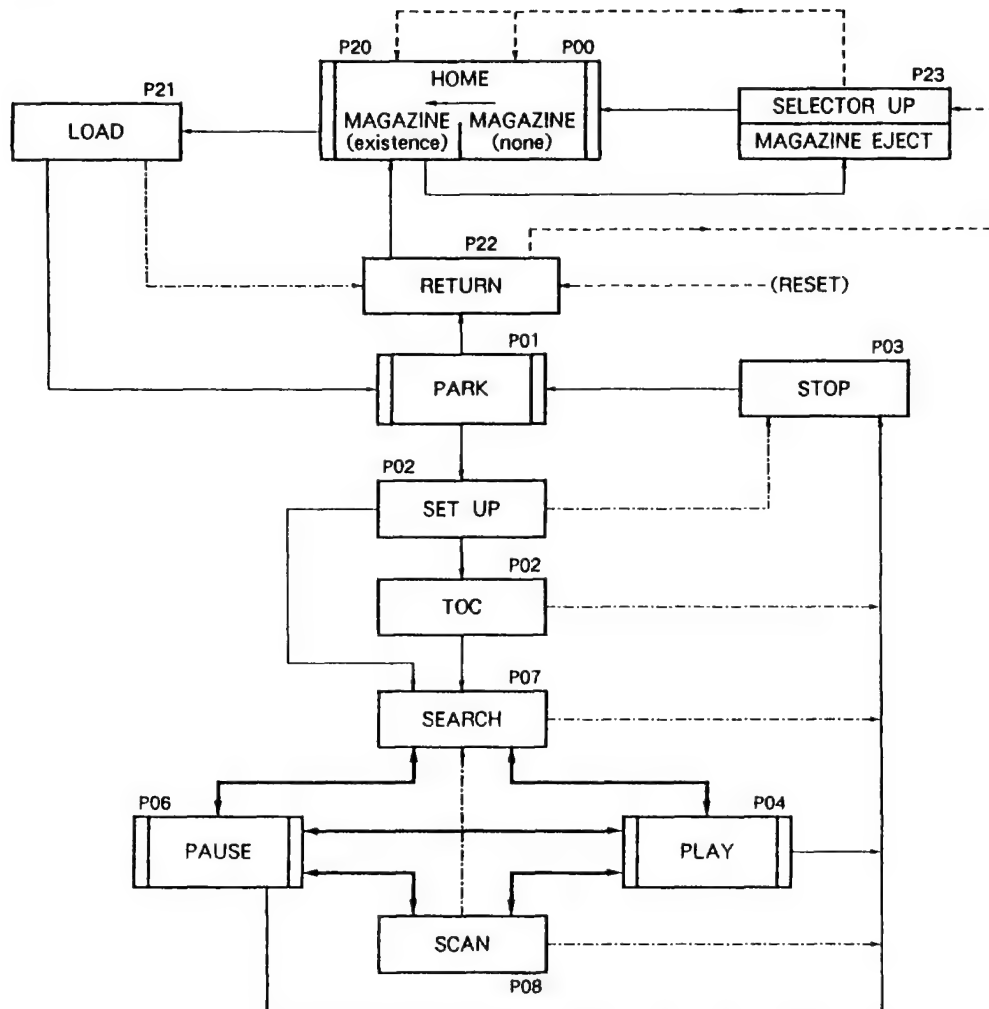 P20
P00
HOME
MAGAZINE
(existence)
MAGAZINE
(none)
P23
SELECTOR UP
MAGAZINE EJECT
P21
LOAD
P22
RETURN
(RESET)
P01
PARK
P03
STOP
P02
SET UP
P02
TOC
P07
SEARCH
P06
PAUSE
P04
PLAY
SCAN
P08